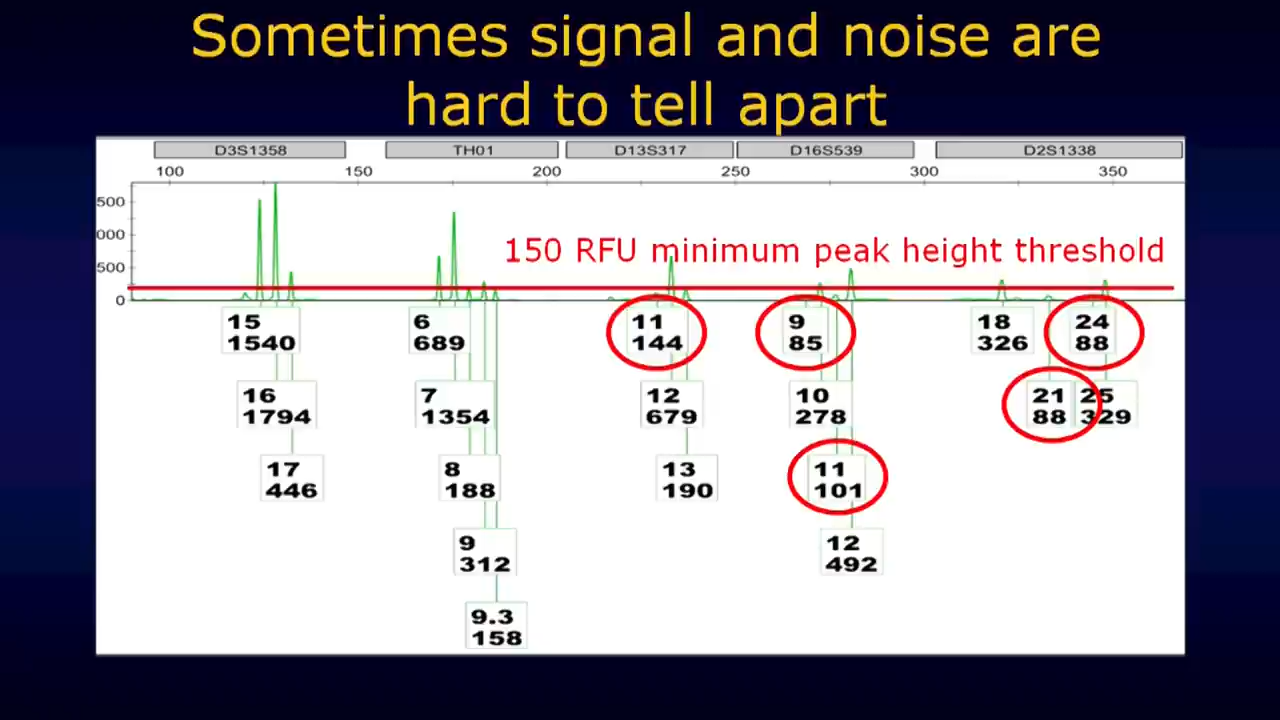 Sometimes signal and noise are
hard to tell apart
D3S1358 TH01 D13S317 D16S539 D2S1338
100 150 200 250 300 350
500
000
500
0
150 RFU minimum peak height threshold
15 6 11 9 18 24
1540 689 144 85 326 88
16 7 12 10 21 25
1794 1354 679 278 88 329
17 8 13 11
446 188 190 101
9 12
312 492
9.3
158